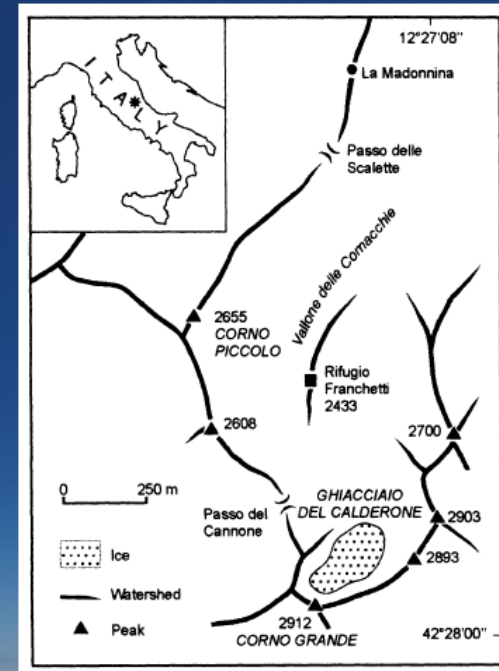 12°27'08"
ITALY
La Madonnina
Passo delle
Scalette
Vallone delle Cornacchie
2655
CORNO
PICCOLO
Rifugio
Franchetti
2433
2608
2700
0 250 m
Passo del
Cannone
GHIACCIAIO
DEL CALDERONE
2903
2893
Ice
Watershed
Peak
2912
CORNO GRANDE
42°28'00"